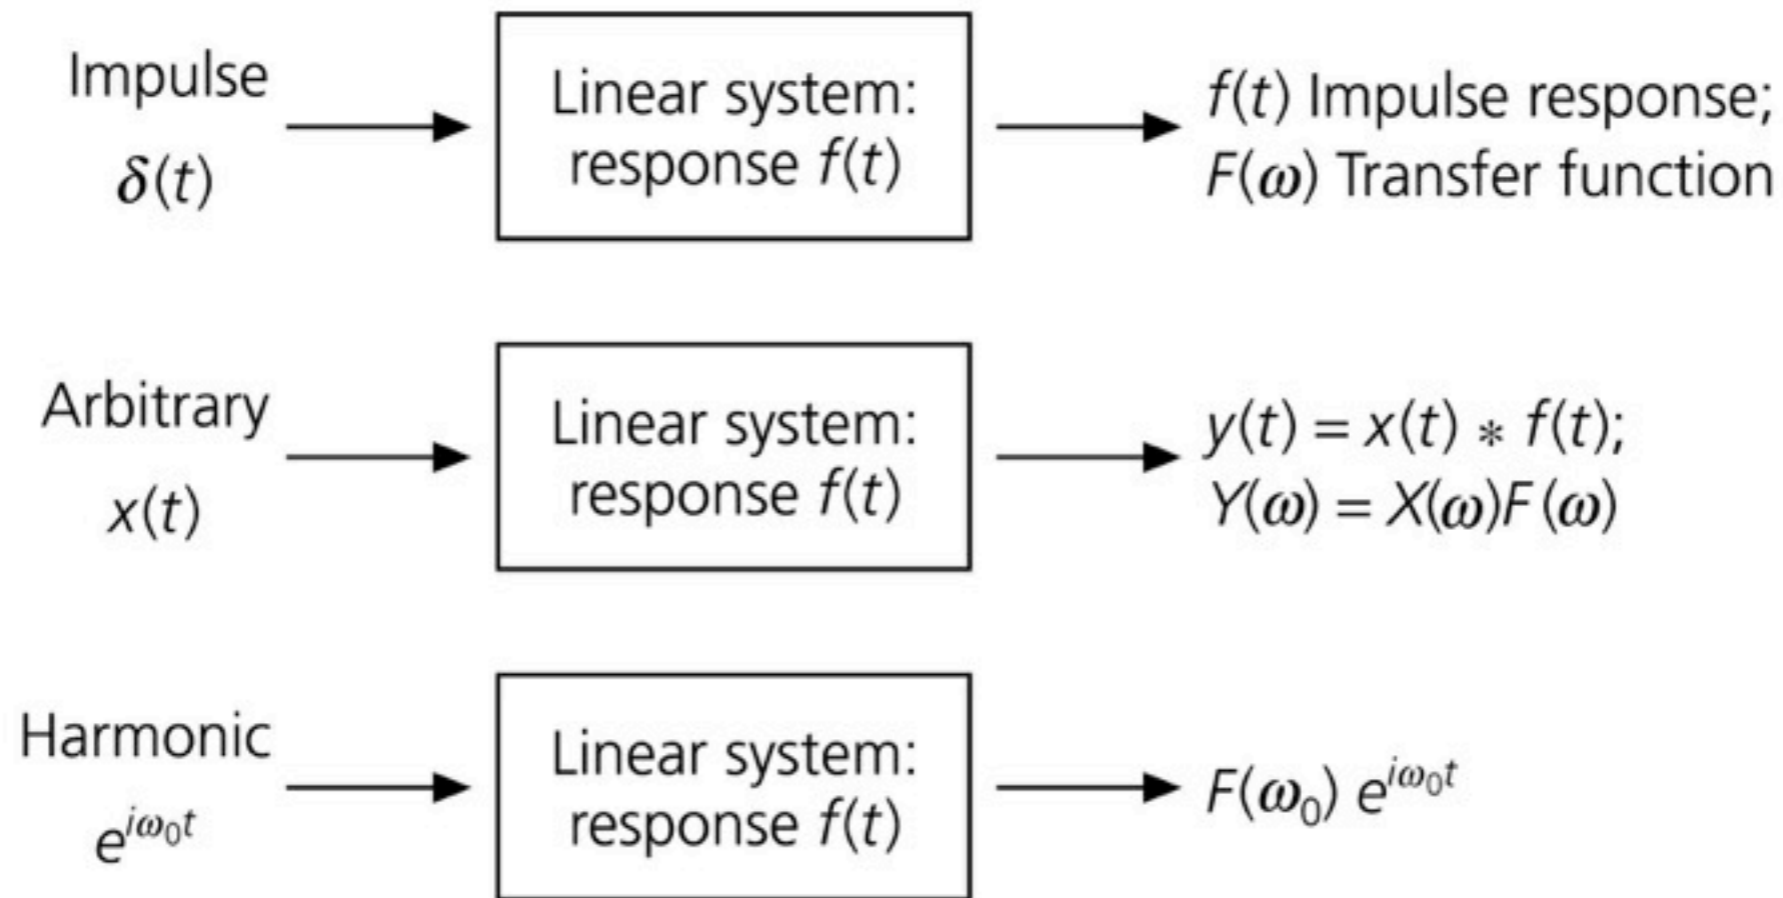 Impulse
δ(t)
Linear system:
response f(t)
f(t) Impulse response;
F(ω) Transfer function
Arbitrary
x(t)
Linear system:
response f(t)
y(t) = x(t) * f(t);
Y(ω) = X(ω)F(ω)
Harmonic
e^{iω₀t}
Linear system:
response f(t)
F(ω₀) e^{iω₀t}